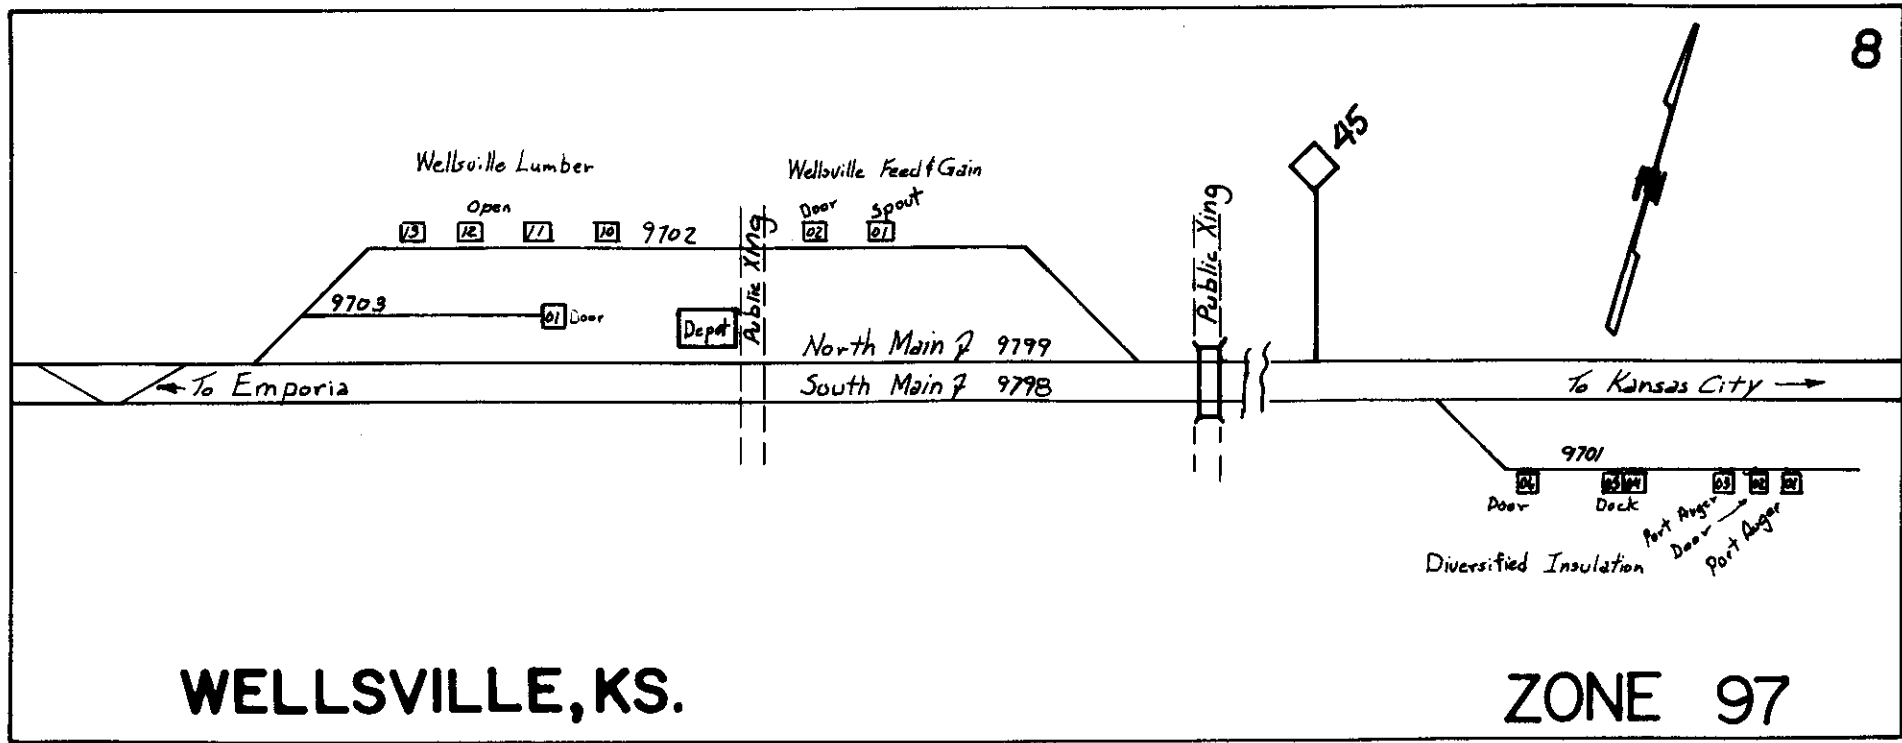 8
45
Wellsville Lumber
Wellsville Feed & Gain
Open
Door
Spout
13
12
11
10
9702
02
01
Public Xing
Public Xing
N
9703
01
Door
Depot
North Main 9799
To Emporia
South Main 9798
To Kansas City
9701
06
05
04
03
02
01
Door
Dock
Port Auger
Door
Port Auger
Diversified Insulation
WELLSVILLE, KS.
ZONE 97